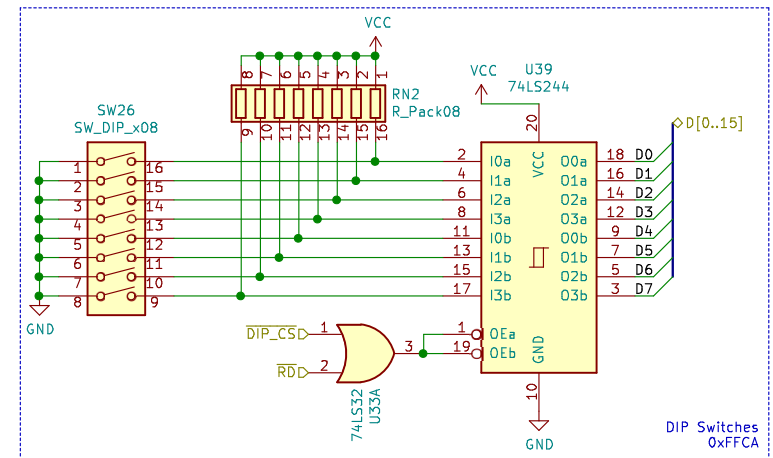 VCC
8 7 6 5 4 3 2 1
RN2
R_Pack08
9 10 11 12 13 14 15 16
VCC
U39
74LS244
20
VCC
D[0..15]
SW26
SW_DIP_x08
1 16
2 15
3 14
4 13
5 12
6 11
7 10
8 9
GND
2 I0a O0a 18 D0
4 I1a O1a 16 D1
6 I2a O2a 14 D2
8 I3a O3a 12 D3
11 I0b O0b 9 D4
13 I1b O1b 7 D5
15 I2b O2b 5 D6
17 I3b O3b 3 D7
1 OEa
19 OEb
GND
10
GND
DIP_CS 1
RD 2
3
74LS32
U33A
DIP Switches
0xFFCA